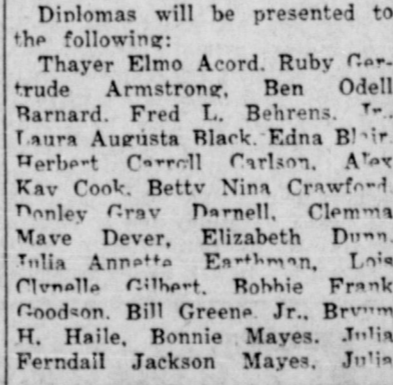 Diplomas will be presented to
the following:
Thayer Elmo Acord. Ruby Ger-
trude Armstrong, Ben Odell
Barnard. Fred L. Behrens. Jr..
Laura Augusta Black. Edna Blair.
Herbert Carroll Carlson, Alex
Kay Cook. Betty Nina Crawford.
Donley Gray Darnell, Clemma
Maye Dever, Elizabeth Dunn.
Julia Annette Earthman, Lois
Clynelle Gilbert. Bobbie Frank
Goodson. Bill Greene Jr., Brynum
H. Haile, Bonnie Mayes. Julia
Ferndail Jackson Mayes. Julia